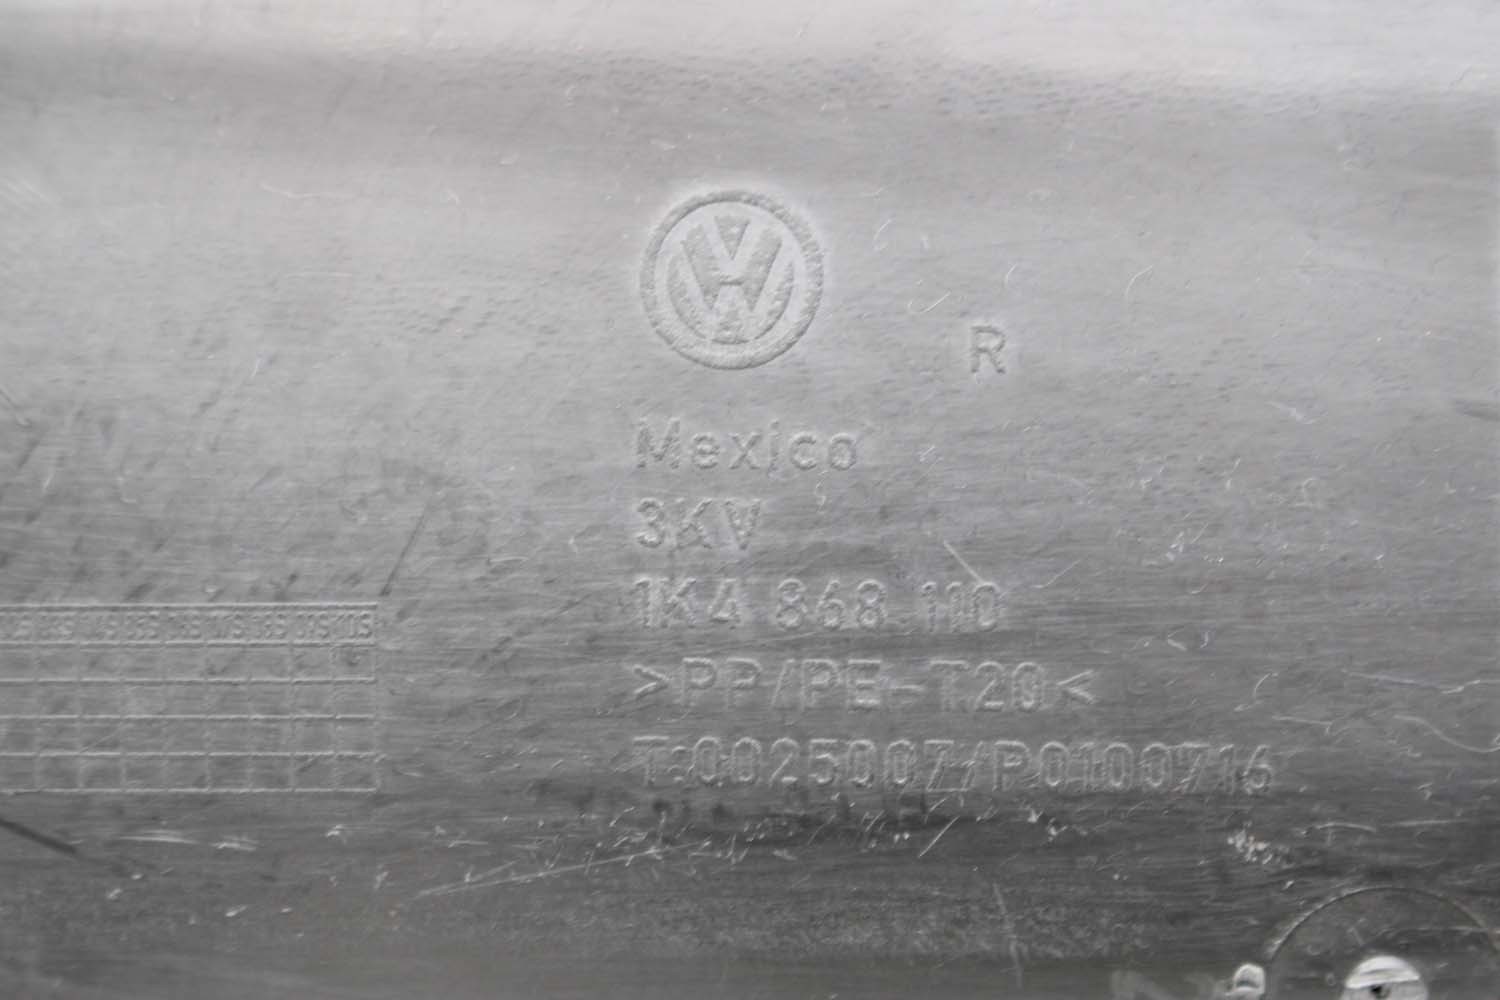 R
Mexico
3KV
1K4 868 110
>PP/PE-T20<
T:0025007/P0100716